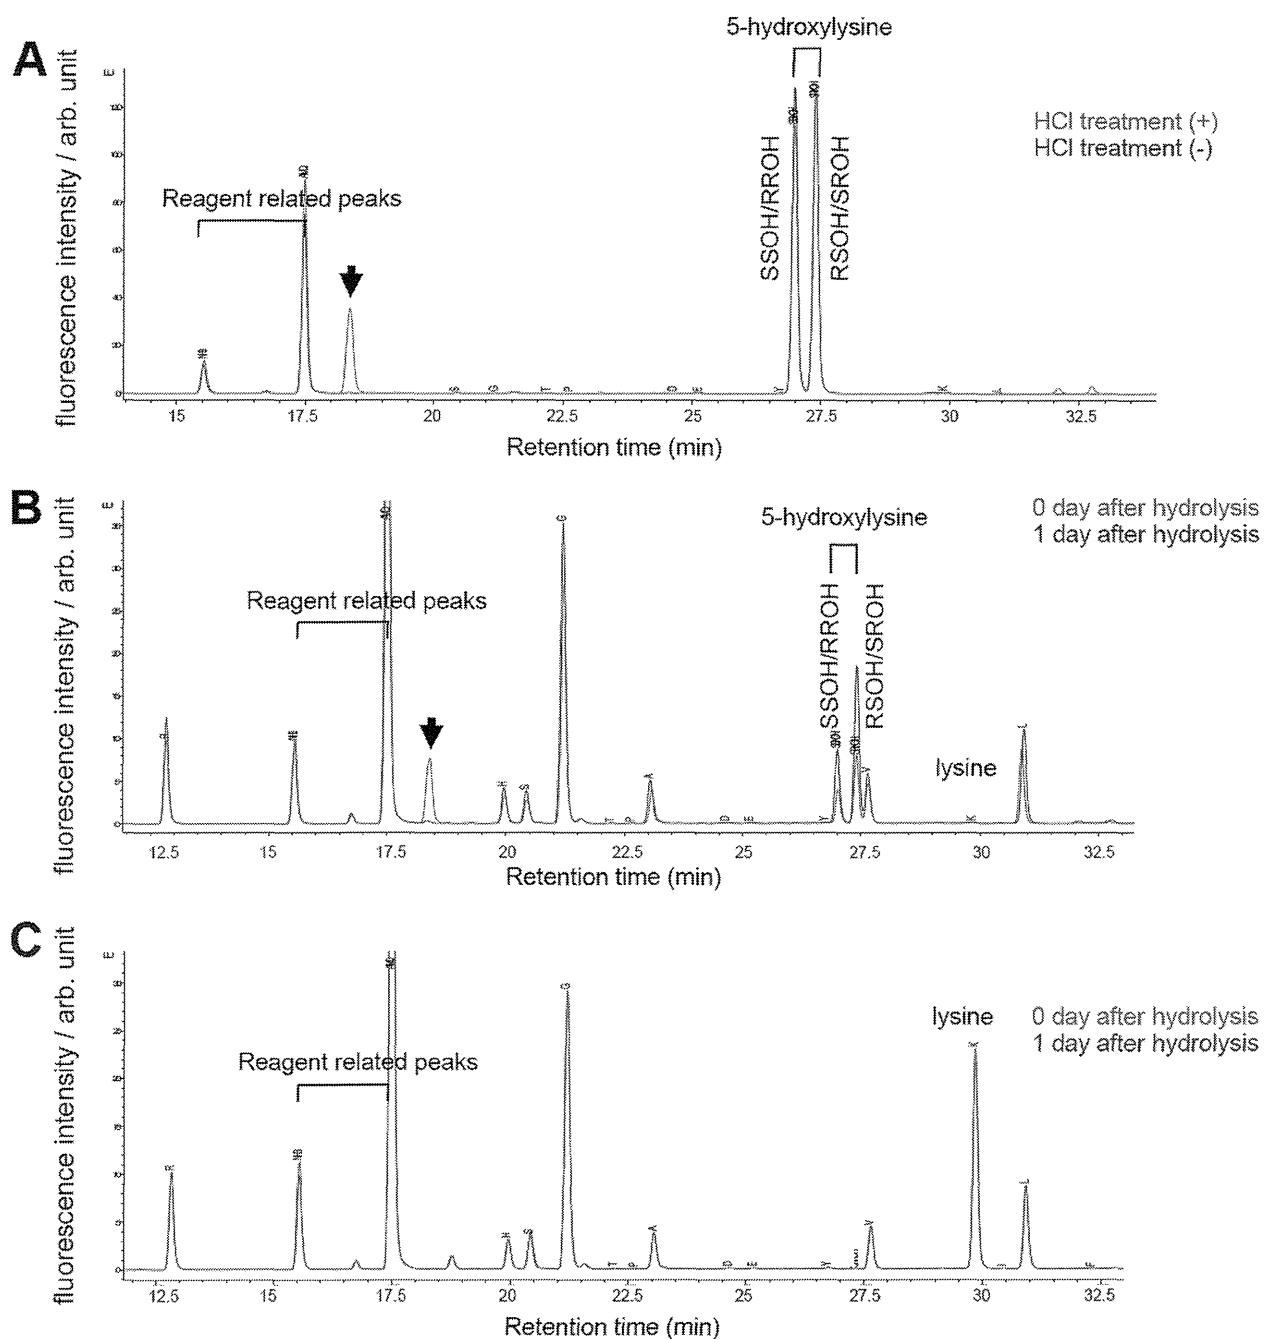 A
5-hydroxylysine
fluorescence intensity / arb. unit
HCl treatment (+)
HCl treatment (-)
Reagent related peaks
SSOH/RROH
RSOH/SROH
S
G
T
D
E
Y
K
15
17.5
20
22.5
25
27.5
30
32.5
Retention time (min)
B
fluorescence intensity / arb. unit
0 day after hydrolysis
1 day after hydrolysis
5-hydroxylysine
Reagent related peaks
SSOH/RROH
RSOH/SROH
lysine
H
S
G
T
P
A
D
E
Y
V
K
L
12.5
15
17.5
20
22.5
25
27.5
30
32.5
Retention time (min)
C
fluorescence intensity / arb. unit
lysine
0 day after hydrolysis
1 day after hydrolysis
Reagent related peaks
R
H
S
G
T
P
A
D
E
Y
V
K
L
12.5
15
17.5
20
22.5
25
27.5
30
32.5
Retention time (min)